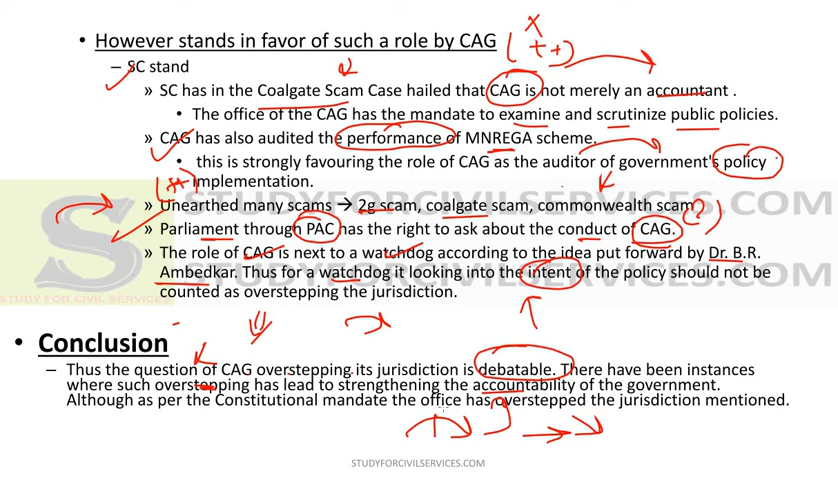 However stands in favor of such a role by CAG
SC stand
SC has in the Coalgate Scam Case hailed that CAG is not merely an accountant .
The office of the CAG has the mandate to examine and scrutinize public policies.
CAG has also audited the performance of MNREGA scheme.
this is strongly favouring the role of CAG as the auditor of government's policy
implementation.
Unearthed many scams → 2g scam, coalgate scam, commonwealth scam
(?)
Parliament through PAC has the right to ask about the conduct of CAG.
The role of CAG is next to a watchdog according to the idea put forward by Dr. B.R.
Ambedkar. Thus for a watchdog it looking into the intent of the policy should not be
counted as overstepping the jurisdiction.
STUDYFORCIVILSERVICES.COM
STUDYFORCIVILSERVICES.COM
STUDY FOR CIVIL SERVICES
Conclusion
Thus the question of CAG overstepping its jurisdiction is debatable. There have been instances
where such overstepping has lead to strengthening the accountability of the government.
Although as per the Constitutional mandate the office has overstepped the jurisdiction mentioned.
STUDYFORCIVILSERVICES.COM